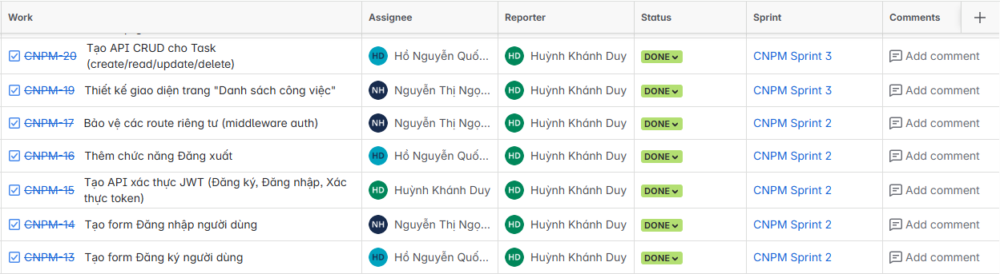 Work Assignee Reporter Status Sprint Comments
CNPM-20 Tạo API CRUD cho Task
(create/read/update/delete)
HD Hồ Nguyễn Quố... HD Huỳnh Khánh Duy DONE CNPM Sprint 3 Add comment
CNPM-19 Thiết kế giao diện trang "Danh sách công việc" NH Nguyễn Thị Ngọ... HD Huỳnh Khánh Duy DONE CNPM Sprint 3 Add comment
CNPM-17 Bảo vệ các route riêng tư (middleware auth) NH Nguyễn Thị Ngọ... HD Huỳnh Khánh Duy DONE CNPM Sprint 2 Add comment
CNPM-16 Thêm chức năng Đăng xuất HD Hồ Nguyễn Quố... HD Huỳnh Khánh Duy DONE CNPM Sprint 2 Add comment
CNPM-15 Tạo API xác thực JWT (Đăng ký, Đăng nhập, Xác
thực token)
HD Huỳnh Khánh Duy HD Huỳnh Khánh Duy DONE CNPM Sprint 2 Add comment
CNPM-14 Tạo form Đăng nhập người dùng NH Nguyễn Thị Ngọ... HD Huỳnh Khánh Duy DONE CNPM Sprint 2 Add comment
CNPM-13 Tạo form Đăng ký người dùng HD Hồ Nguyễn Quố... HD Huỳnh Khánh Duy DONE CNPM Sprint 2 Add comment